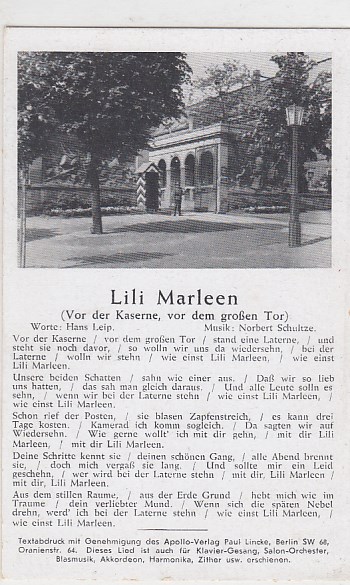 Lili Marleen
(Vor der Kaserne, vor dem großen Tor)
Worte: Hans Leip. Musik: Norbert Schultze.
Vor der Kaserne / vor dem großen Tor / stand eine Laterne, / und
steht sie noch davor, / so wolln wir uns da wiedersehn, / bei der
Laterne / wolln wir stehn / wie einst Lili Marleen, / wie einst
Lili Marleen.
Unsere beiden Schatten / sahn wie einer aus. / Daß wir so lieb
uns hatten, / das sah man gleich daraus. / Und alle Leute solln es
sehn, / wenn wir bei der Laterne stehn / wie einst Lili Marleen, /
wie einst Lili Marleen.
Schon rief der Posten, / sie blasen Zapfenstreich, / es kann drei
Tage kosten. / Kamerad ich komm sogleich. / Da sagten wir auf
Wiedersehn. / Wie gerne wollt' ich mit dir gehn, / mit dir Lili
Marleen, / mit dir Lili Marleen.
Deine Schritte kennt sie / deinen schönen Gang, / alle Abend brennt
sie, / doch mich vergaß sie lang. / Und sollte mir ein Leid
geschehn. / wer wird bei der Laterne stehn / mit dir, Lili Marleen /
mit dir, Lili Marleen.
Aus dem stillen Raume, / aus der Erde Grund / hebt mich wie im
Traume / dein verliebter Mund. / Wenn sich die späten Nebel
drehn, werd' ich bei der Laterne stehn / wie einst Lili Marleen, /
wie einst Lili Marleen.
Textabdruck mit Genehmigung des Apollo-Verlag Paul Lincke, Berlin SW 68,
Oranienstr. 64. Dieses Lied ist auch für Klavier-Gesang, Salon-Orchester,
Blasmusik, Akkordeon, Harmonika, Zither usw. erschienen.